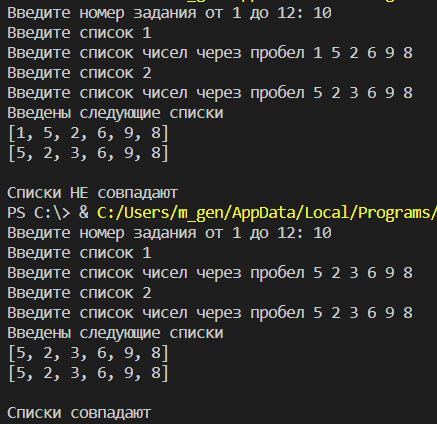 Введите номер задания от 1 до 12: 10
Введите список 1
Введите список чисел через пробел 1 5 2 6 9 8
Введите список 2
Введите список чисел через пробел 5 2 3 6 9 8
Введены следующие списки
[1, 5, 2, 6, 9, 8]
[5, 2, 3, 6, 9, 8]
Списки НЕ совпадают
PS C:\> & C:/Users/m_gen/AppData/Local/Programs/
Введите номер задания от 1 до 12: 10
Введите список 1
Введите список чисел через пробел 5 2 3 6 9 8
Введите список 2
Введите список чисел через пробел 5 2 3 6 9 8
Введены следующие списки
[5, 2, 3, 6, 9, 8]
[5, 2, 3, 6, 9, 8]
Списки совпадают